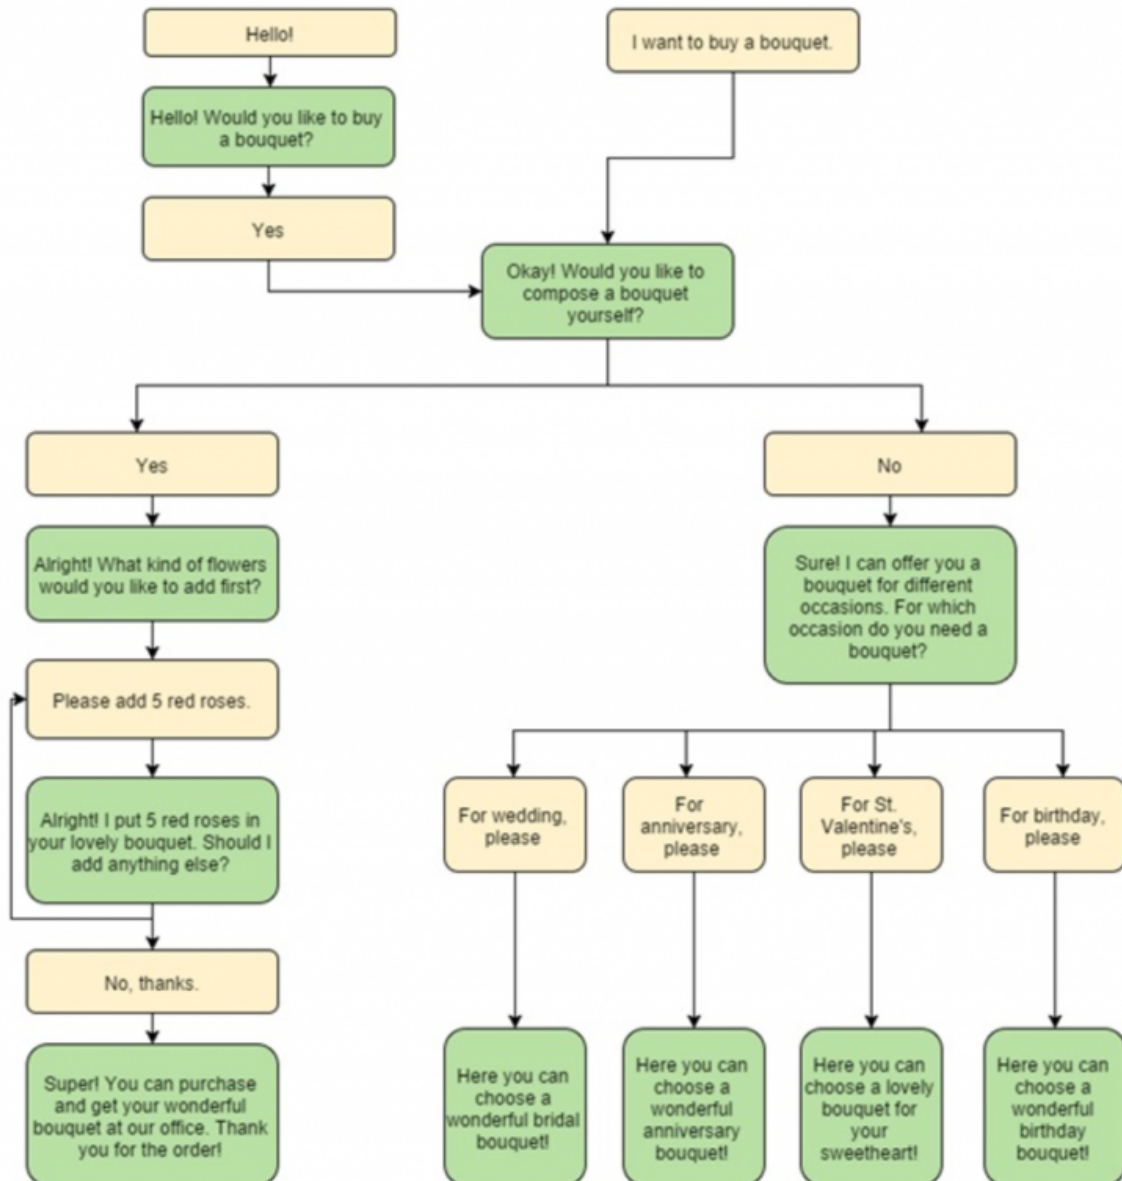 Hello!
I want to buy a bouquet.
Hello! Would you like to buy
a bouquet?
Yes
Okay! Would you like to
compose a bouquet
yourself?
Yes
No
Alright! What kind of flowers
would you like to add first?
Sure! I can offer you a
bouquet for different
occasions. For which
occasion do you need a
bouquet?
Please add 5 red roses.
Alright! I put 5 red roses in
your lovely bouquet. Should I
add anything else?
For wedding,
please
For
anniversary,
please
For St.
Valentine's,
please
For birthday,
please
No, thanks.
Super! You can purchase
and get your wonderful
bouquet at our office. Thank
you for the order!
Here you can
choose a
wonderful bridal
bouquet!
Here you can
choose a
wonderful
anniversary
bouquet!
Here you can
choose a lovely
bouquet for
your
sweetheart!
Here you can
choose a
wonderful
birthday
bouquet!